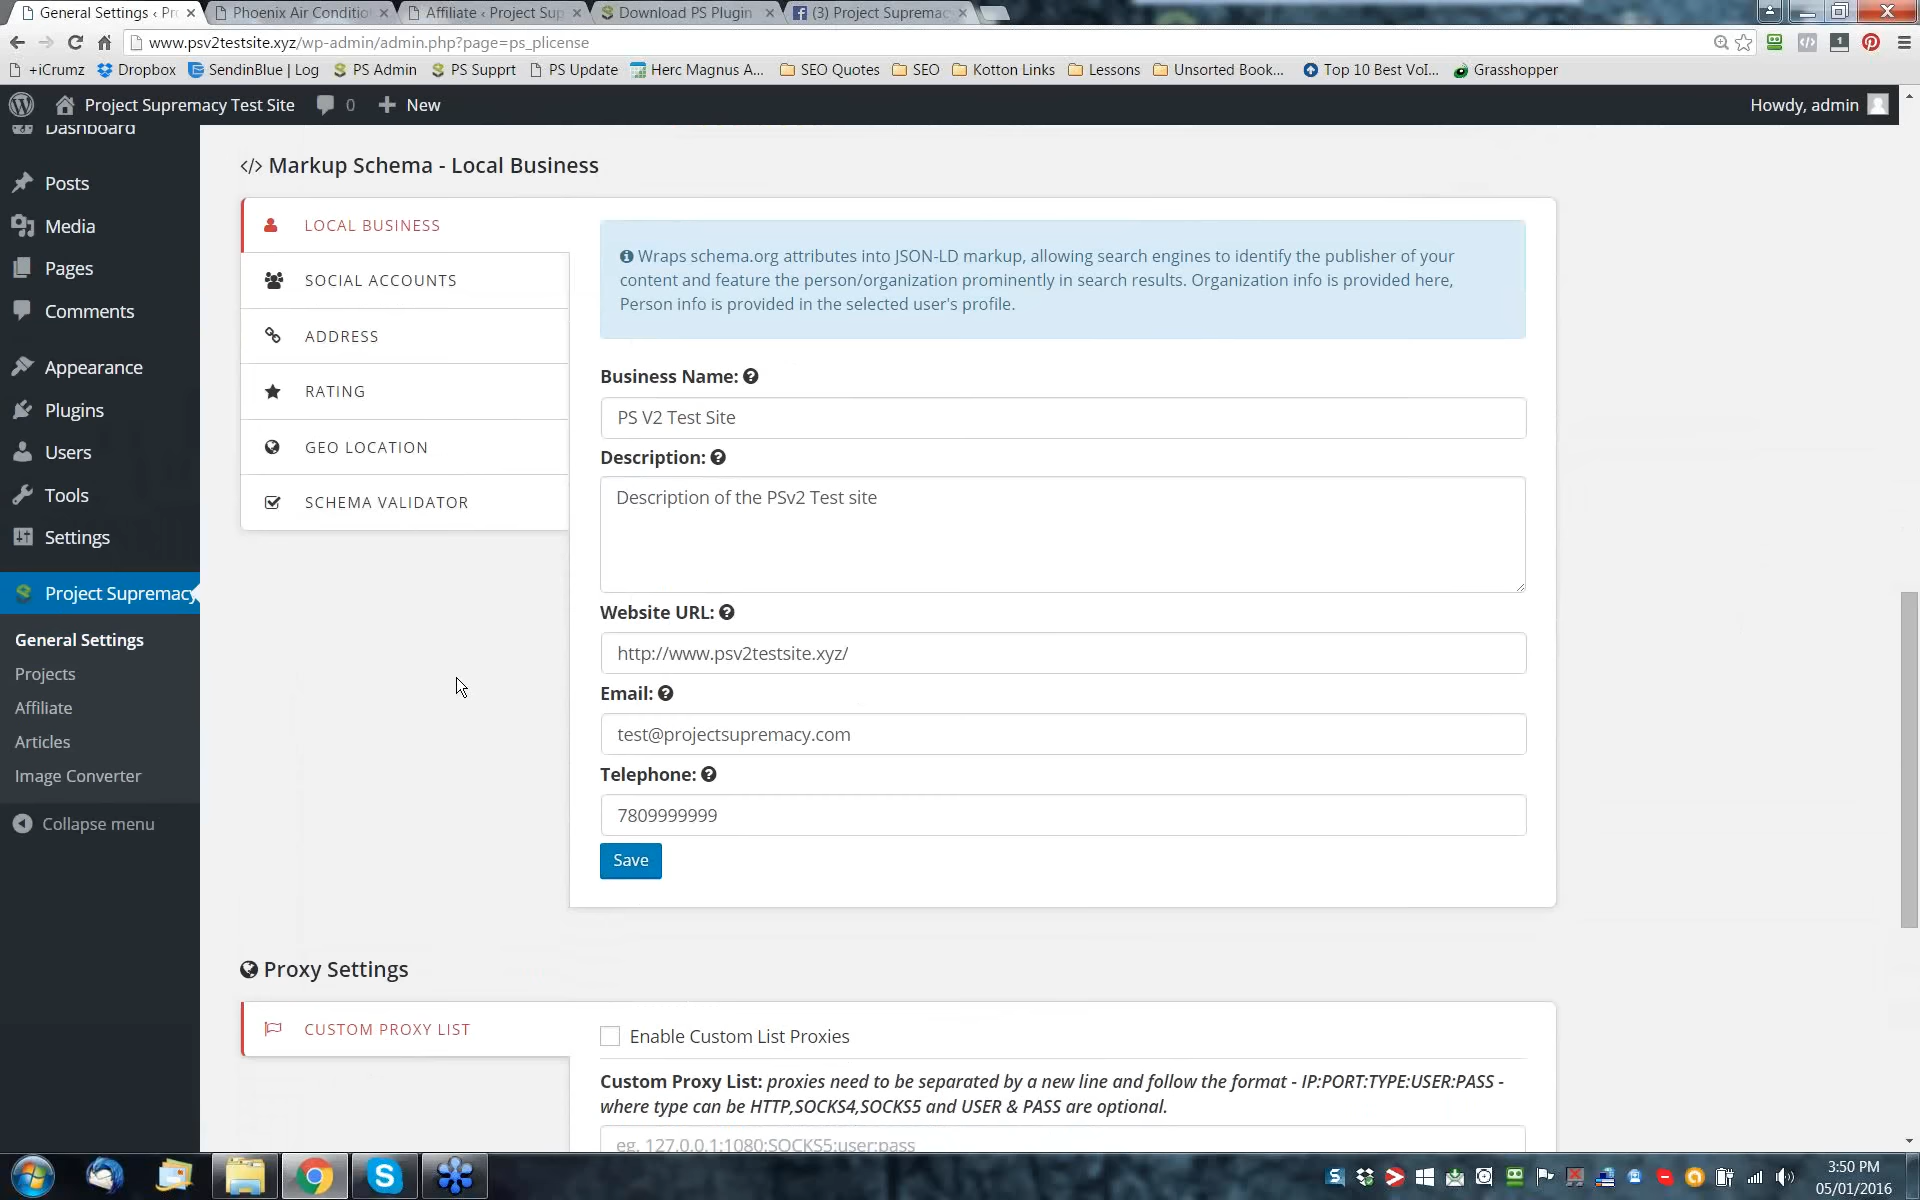 General Settings ‹ Pr
Phoenix Air Conditio
Affiliate ‹ Project Sup
Download PS Plugin
(3) Project Supremacy
www.psv2testsite.xyz/wp-admin/admin.php?page=ps_plicense
1
+iCrumz
Dropbox
SendinBlue | Log
PS Admin
PS Supprt
PS Update
Herc Magnus A...
SEO Quotes
SEO
Kotton Links
Lessons
Unsorted Book...
Top 10 Best Vol...
Grasshopper
Project Supremacy Test Site
0
New
Howdy, admin
Dashboard
Posts
Media
Pages
Comments
Appearance
Plugins
Users
Tools
Settings
Project Supremacy
General Settings
Projects
Affiliate
Articles
Image Converter
Collapse menu
</> Markup Schema - Local Business
LOCAL BUSINESS
SOCIAL ACCOUNTS
ADDRESS
RATING
GEO LOCATION
SCHEMA VALIDATOR
Wraps schema.org attributes into JSON-LD markup, allowing search engines to identify the publisher of your
content and feature the person/organization prominently in search results. Organization info is provided here,
Person info is provided in the selected user's profile.
Business Name:
PS V2 Test Site
Description:
Description of the PSv2 Test site
Website URL:
http://www.psv2testsite.xyz/
Email:
test@projectsupremacy.com
Telephone:
7809999999
Save
Proxy Settings
CUSTOM PROXY LIST
Enable Custom List Proxies
Custom Proxy List: proxies need to be separated by a new line and follow the format - IP:PORT:TYPE:USER:PASS -
where type can be HTTP,SOCKS4,SOCKS5 and USER & PASS are optional.
eg. 127.0.0.1:1080:SOCKS5:user:pass
3:50 PM
05/01/2016